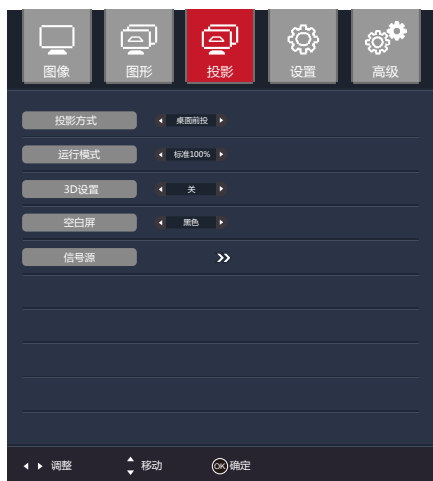 图像 图形 投影 设置 高级
投影方式 桌面前投
运行模式 标准100%
3D设置 关
空白屏 黑色
信号源
调整 移动 OK 确定